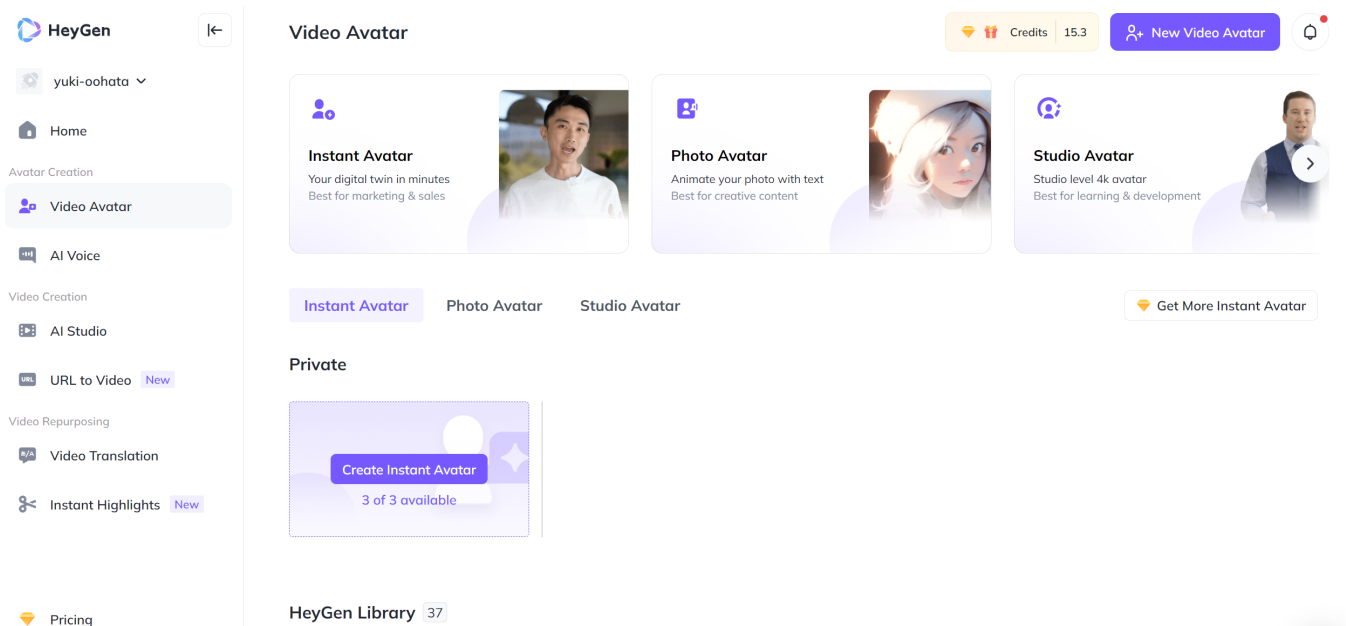 HeyGen
yuki-oohata
Home
Avatar Creation
Video Avatar
AI Voice
Video Creation
AI Studio
URL
URL to Video New
Video Repurposing
Video Translation
Instant Highlights New
Pricing
Video Avatar
Credits 15.3
New Video Avatar
Instant Avatar
Your digital twin in minutes
Best for marketing & sales
Photo Avatar
Animate your photo with text
Best for creative content
Studio Avatar
Studio level 4k avatar
Best for learning & development
Instant Avatar Photo Avatar Studio Avatar
Get More Instant Avatar
Private
Create Instant Avatar
3 of 3 available
HeyGen Library 37